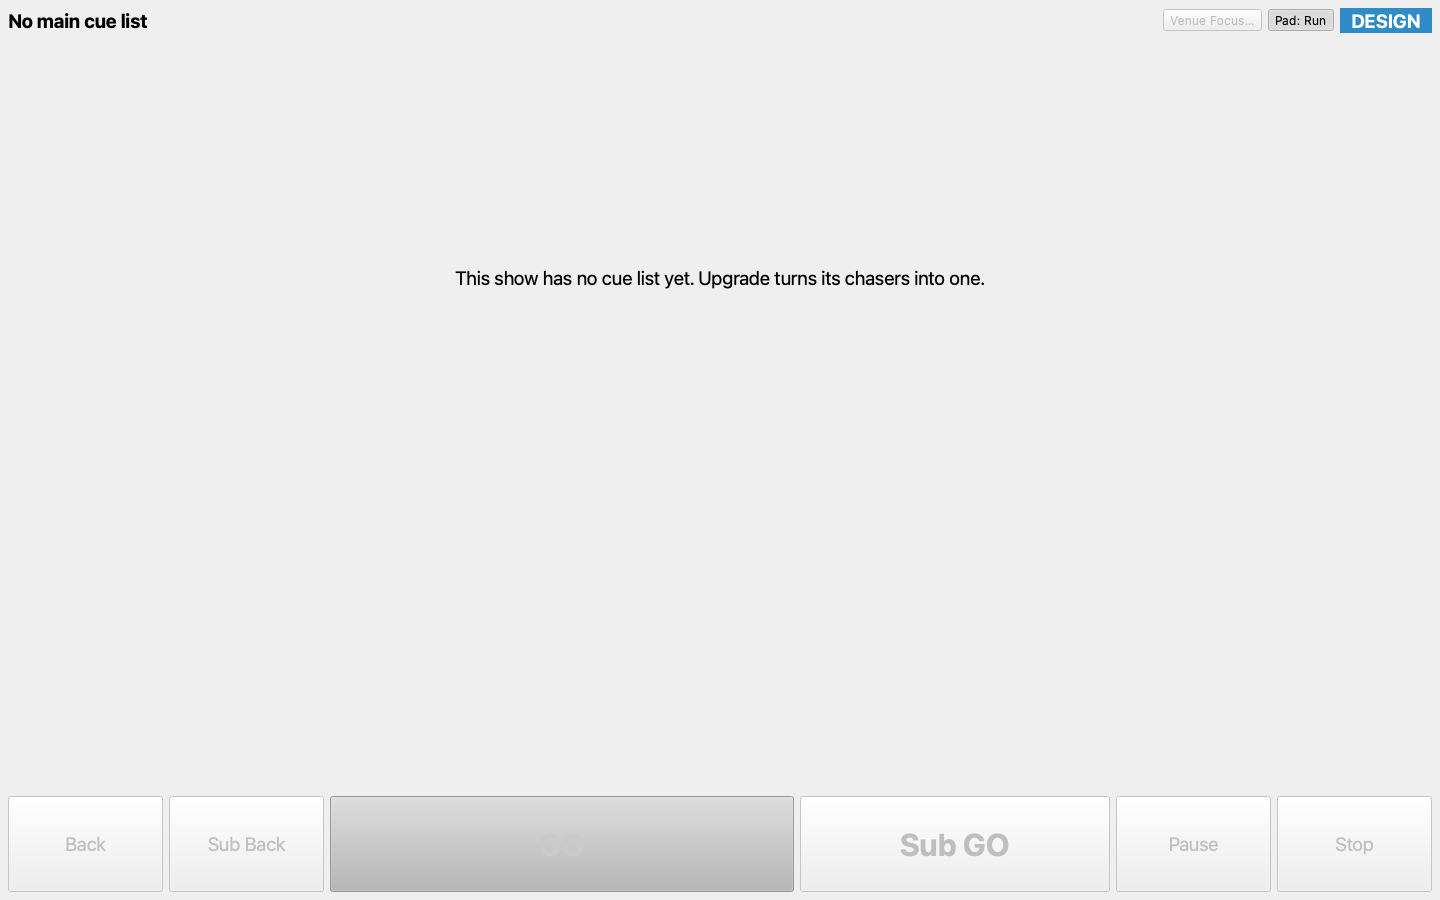 No main cue list
Venue Focus...
Pad: Run
DESIGN
This show has no cue list yet. Upgrade turns its chasers into one.
Back
Sub Back
GO
Sub GO
Pause
Stop